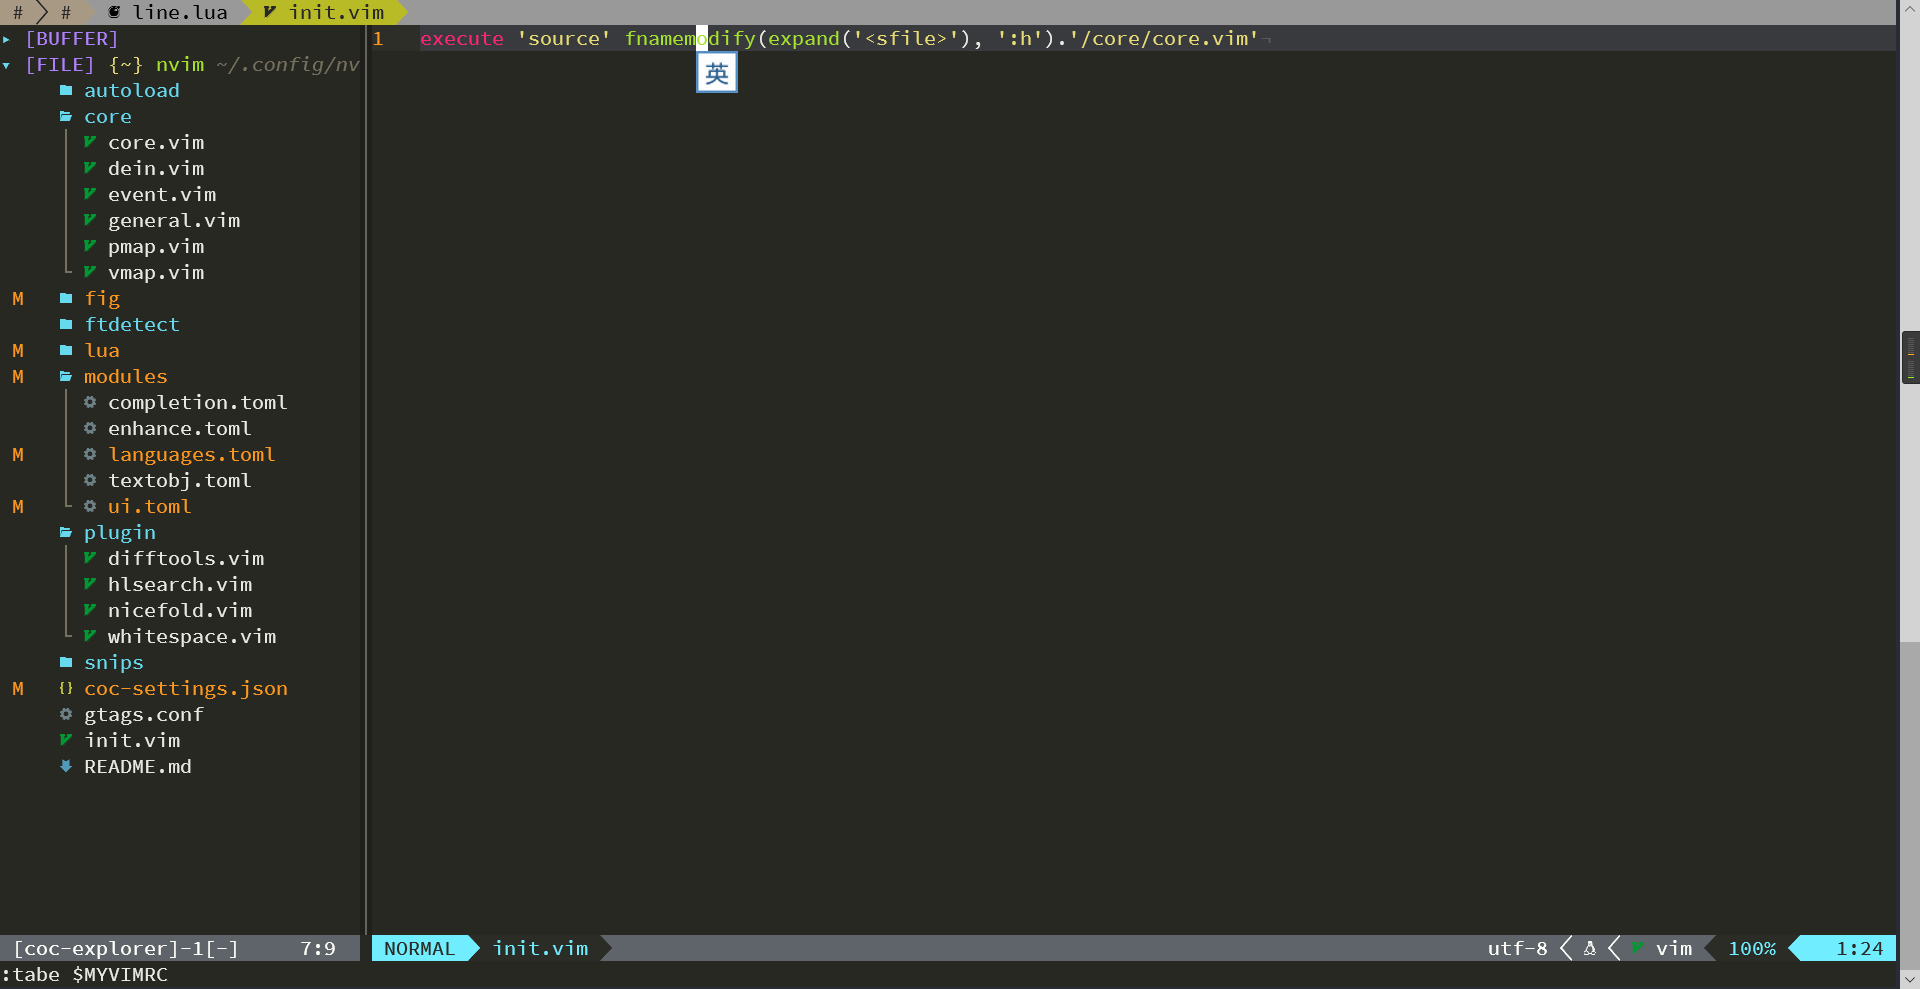 # # line.lua init.vim
[BUFFER]
[FILE] {~} nvim ~/.config/nv
autoload
core
core.vim
dein.vim
event.vim
general.vim
pmap.vim
vmap.vim
M fig
ftdetect
M lua
M modules
completion.toml
enhance.toml
M languages.toml
textobj.toml
M ui.toml
plugin
difftools.vim
hlsearch.vim
nicefold.vim
whitespace.vim
snips
M {} coc-settings.json
gtags.conf
init.vim
README.md
[coc-explorer]-1[-] 7:9
1 execute 'source' fnamemodify(expand('<sfile>'), ':h').'/core/core.vim'¬
英
NORMAL init.vim utf-8 vim 100% 1:24
:tabe $MYVIMRC